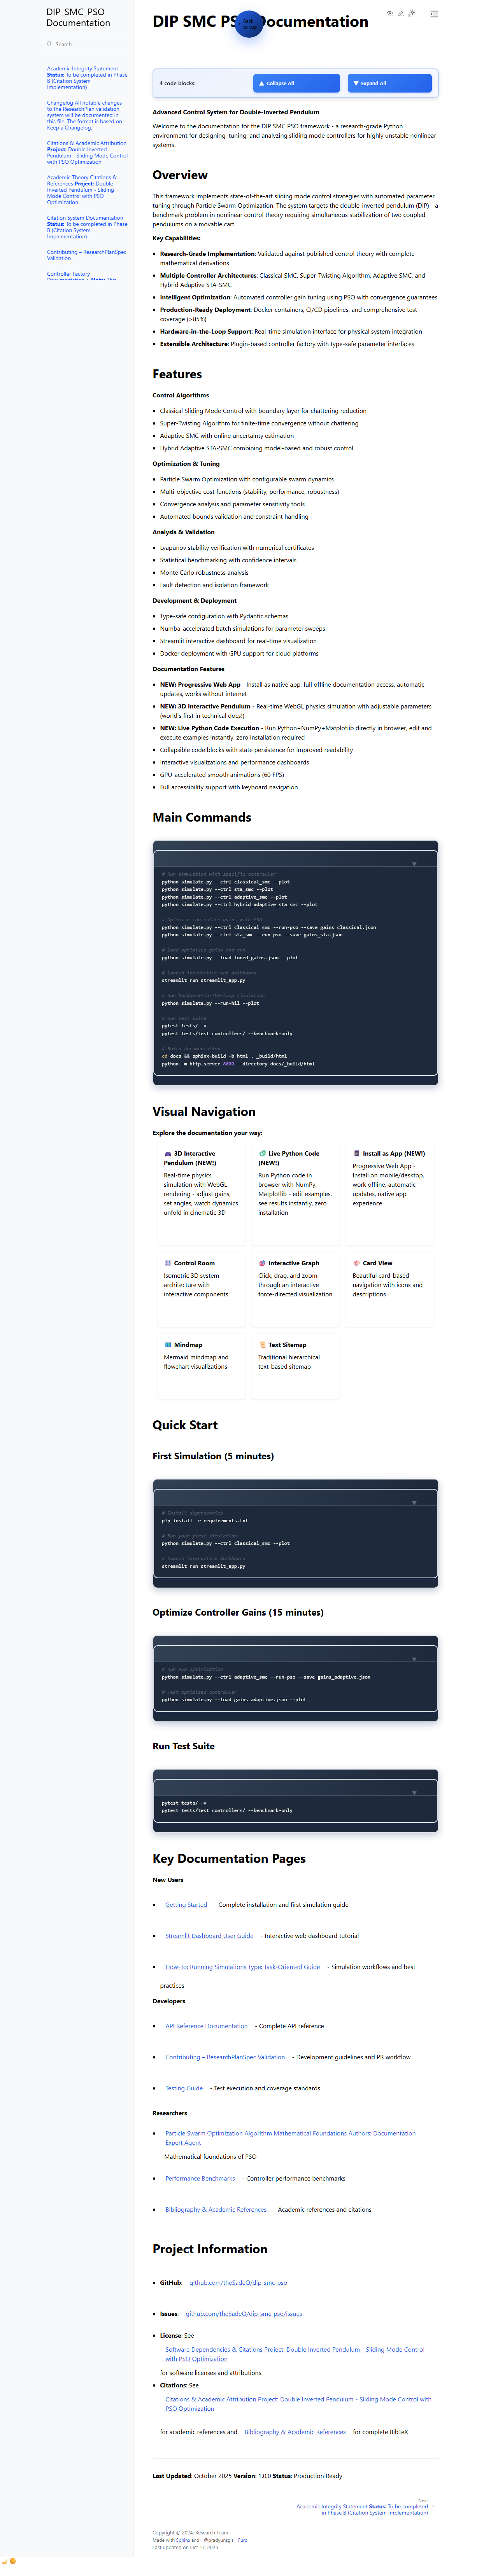 DIP_SMC_PSO
Documentation
Search
Academic Integrity Statement
Status: To be completed in Phase
B (Citation System
Implementation)
Changelog All notable changes
to the ResearchPlan validation
system will be documented in
this file. The format is based on
Keep a Changelog.
Citations & Academic Attribution
Project: Double Inverted
Pendulum - Sliding Mode Control
with PSO Optimization
Academic Theory Citations &
References Project: Double
Inverted Pendulum - Sliding
Mode Control with PSO
Optimization
Citation System Documentation
Status: To be completed in Phase
B (Citation System
Implementation)
Contributing – ResearchPlanSpec
Validation
Controller Factory
DIP SMC PSO Documentation
Back
to top
4 code blocks:
▲ Collapse All
▼ Expand All
Advanced Control System for Double-Inverted Pendulum
Welcome to the documentation for the DIP SMC PSO framework - a research-grade Python
environment for designing, tuning, and analyzing sliding mode controllers for highly unstable nonlinear
systems.
Overview
This framework implements state-of-the-art sliding mode control strategies with automated parameter
tuning through Particle Swarm Optimization. The system targets the double-inverted pendulum (DIP) - a
benchmark problem in nonlinear control theory requiring simultaneous stabilization of two coupled
pendulums on a movable cart.
Key Capabilities:
• Research-Grade Implementation: Validated against published control theory with complete
mathematical derivations
• Multiple Controller Architectures: Classical SMC, Super-Twisting Algorithm, Adaptive SMC, and
Hybrid Adaptive STA-SMC
• Intelligent Optimization: Automated controller gain tuning using PSO with convergence guarantees
• Production-Ready Deployment: Docker containers, CI/CD pipelines, and comprehensive test
coverage (>85%)
• Hardware-in-the-Loop Support: Real-time simulation interface for physical system integration
• Extensible Architecture: Plugin-based controller factory with type-safe parameter interfaces
Features
Control Algorithms
• Classical Sliding Mode Control with boundary layer for chattering reduction
• Super-Twisting Algorithm for finite-time convergence without chattering
• Adaptive SMC with online uncertainty estimation
• Hybrid Adaptive STA-SMC combining model-based and robust control
Optimization & Tuning
• Particle Swarm Optimization with configurable swarm dynamics
• Multi-objective cost functions (stability, performance, robustness)
• Convergence analysis and parameter sensitivity tools
• Automated bounds validation and constraint handling
Analysis & Validation
• Lyapunov stability verification with numerical certificates
• Statistical benchmarking with confidence intervals
• Monte Carlo robustness analysis
• Fault detection and isolation framework
Development & Deployment
• Type-safe configuration with Pydantic schemas
• Numba-accelerated batch simulations for parameter sweeps
• Streamlit interactive dashboard for real-time visualization
• Docker deployment with GPU support for cloud platforms
Documentation Features
• NEW: Progressive Web App - Install as native app, full offline documentation access, automatic
updates, works without internet
• NEW: 3D Interactive Pendulum - Real-time WebGL physics simulation with adjustable parameters
(world's first in technical docs!)
• NEW: Live Python Code Execution - Run Python+NumPy+Matplotlib directly in browser, edit and
execute examples instantly, zero installation required
• Collapsible code blocks with state persistence for improved readability
• Interactive visualizations and performance dashboards
• GPU-accelerated smooth animations (60 FPS)
• Full accessibility support with keyboard navigation
Main Commands
# Run simulation with specific controller
python simulate.py --ctrl classical_smc --plot
python simulate.py --ctrl sta_smc --plot
python simulate.py --ctrl adaptive_smc --plot
python simulate.py --ctrl hybrid_adaptive_sta_smc --plot
# Optimize controller gains with PSO
python simulate.py --ctrl classical_smc --run-pso --save gains_classical.json
python simulate.py --ctrl sta_smc --run-pso --save gains_sta.json
# Load optimized gains and run
python simulate.py --load tuned_gains.json --plot
# Launch interactive web dashboard
streamlit run streamlit_app.py
# Run hardware-in-the-loop simulation
python simulate.py --run-hil --plot
# Run test suite
pytest tests/ -v
pytest tests/test_controllers/ --benchmark-only
# Build documentation
cd docs && sphinx-build -b html . _build/html
python -m http.server 9000 --directory docs/_build/html
Visual Navigation
Explore the documentation your way:
3D Interactive
Pendulum (NEW!)
Real-time physics
simulation with WebGL
rendering - adjust gains,
set angles, watch dynamics
unfold in cinematic 3D
Live Python Code
(NEW!)
Run Python code in
browser with NumPy,
Matplotlib - edit examples,
see results instantly, zero
installation
Install as App (NEW!)
Progressive Web App -
Install on mobile/desktop,
work offline, automatic
updates, native app
experience
Control Room
Isometric 3D system
architecture with
interactive components
Interactive Graph
Click, drag, and zoom
through an interactive
force-directed visualization
Card View
Beautiful card-based
navigation with icons and
descriptions
Mindmap
Mermaid mindmap and
flowchart visualizations
Text Sitemap
Traditional hierarchical
text-based sitemap
Quick Start
First Simulation (5 minutes)
# Install dependencies
pip install -r requirements.txt
# Run your first simulation
python simulate.py --ctrl classical_smc --plot
# Launch interactive dashboard
streamlit run streamlit_app.py
Optimize Controller Gains (15 minutes)
# Run PSO optimization
python simulate.py --ctrl adaptive_smc --run-pso --save gains_adaptive.json
# Test optimized controller
python simulate.py --load gains_adaptive.json --plot
Run Test Suite
pytest tests/ -v
pytest tests/test_controllers/ --benchmark-only
Key Documentation Pages
New Users
• Getting Started - Complete installation and first simulation guide
• Streamlit Dashboard User Guide - Interactive web dashboard tutorial
• How-To: Running Simulations Type: Task-Oriented Guide - Simulation workflows and best
practices
Developers
• API Reference Documentation - Complete API reference
• Contributing – ResearchPlanSpec Validation - Development guidelines and PR workflow
• Testing Guide - Test execution and coverage standards
Researchers
• Particle Swarm Optimization Algorithm Mathematical Foundations Authors: Documentation
Expert Agent
- Mathematical foundations of PSO
• Performance Benchmarks - Controller performance benchmarks
• Bibliography & Academic References - Academic references and citations
Project Information
• GitHub: github.com/theSadeQ/dip-smc-pso
• Issues: github.com/theSadeQ/dip-smc-pso/issues
• License: See
Software Dependencies & Citations Project: Double Inverted Pendulum - Sliding Mode Control
with PSO Optimization
for software licenses and attributions
• Citations: See
Citations & Academic Attribution Project: Double Inverted Pendulum - Sliding Mode Control with
PSO Optimization
for academic references and Bibliography & Academic References for complete BibTeX
Last Updated: October 2025 Version: 1.0.0 Status: Production Ready
Next
Academic Integrity Statement Status: To be completed
in Phase B (Citation System Implementation)
Copyright © 2024, Research Team
Made with Sphinx and @pradyunsg's Furo
Last updated on Oct 17, 2025